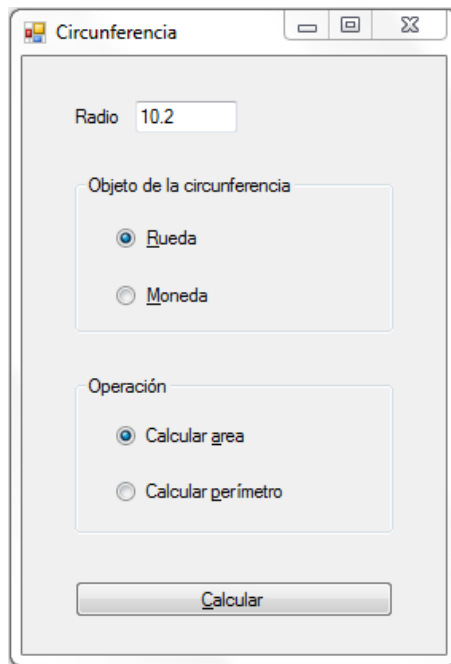 Circunferencia
Radio 10.2
Objeto de la circunferencia
Rueda
Moneda
Operación
Calcular area
Calcular perímetro
Calcular